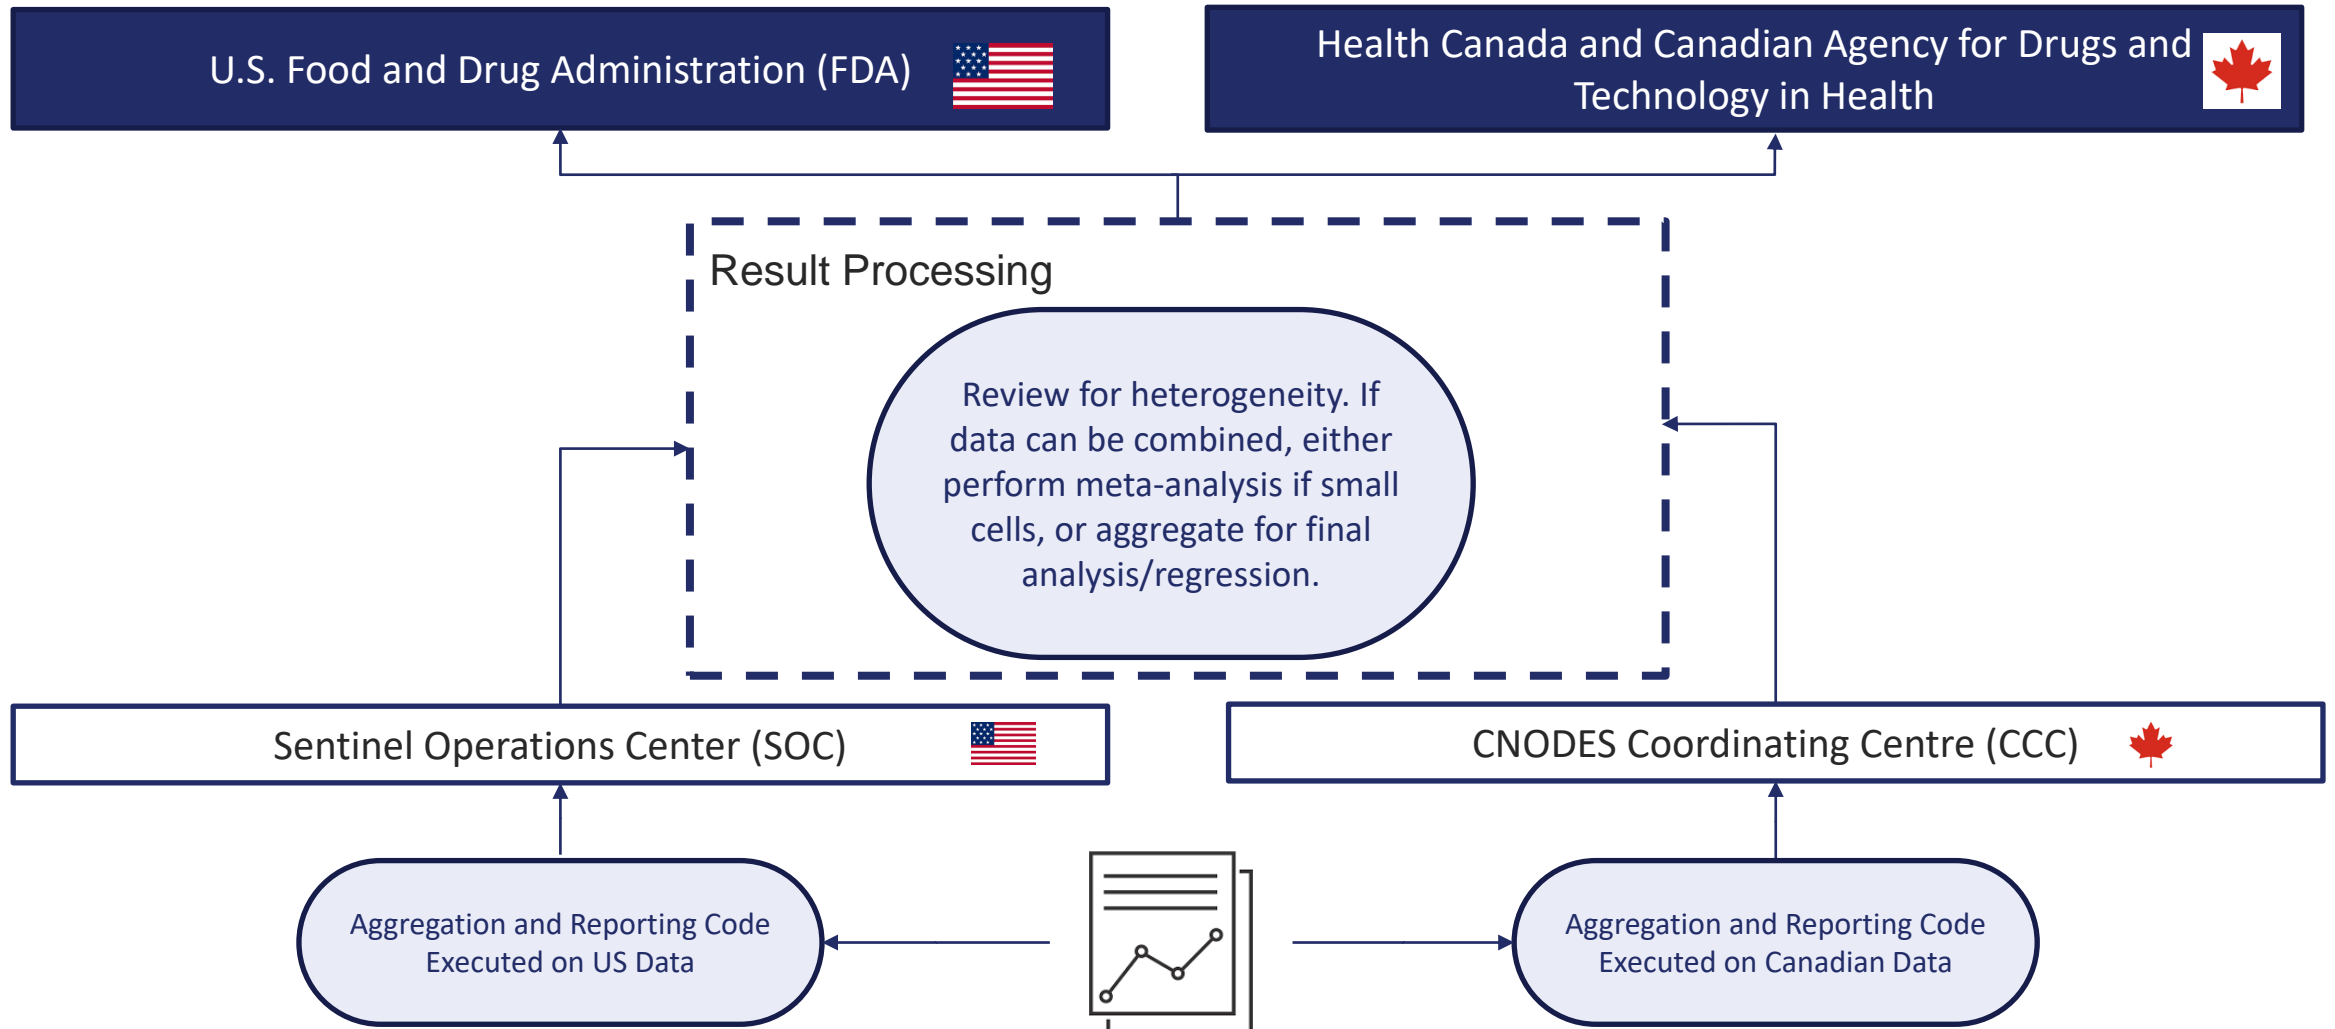 U.S. Food and Drug Administration (FDA)
Health Canada and Canadian Agency for Drugs and
Technology in Health
Result Processing
Review for heterogeneity. If
data can be combined, either
perform meta-analysis if small
cells, or aggregate for final
analysis/regression.
Sentinel Operations Center (SOC)
CNODES Coordinating Centre (CCC)
Aggregation and Reporting Code
Executed on US Data
Aggregation and Reporting Code
Executed on Canadian Data